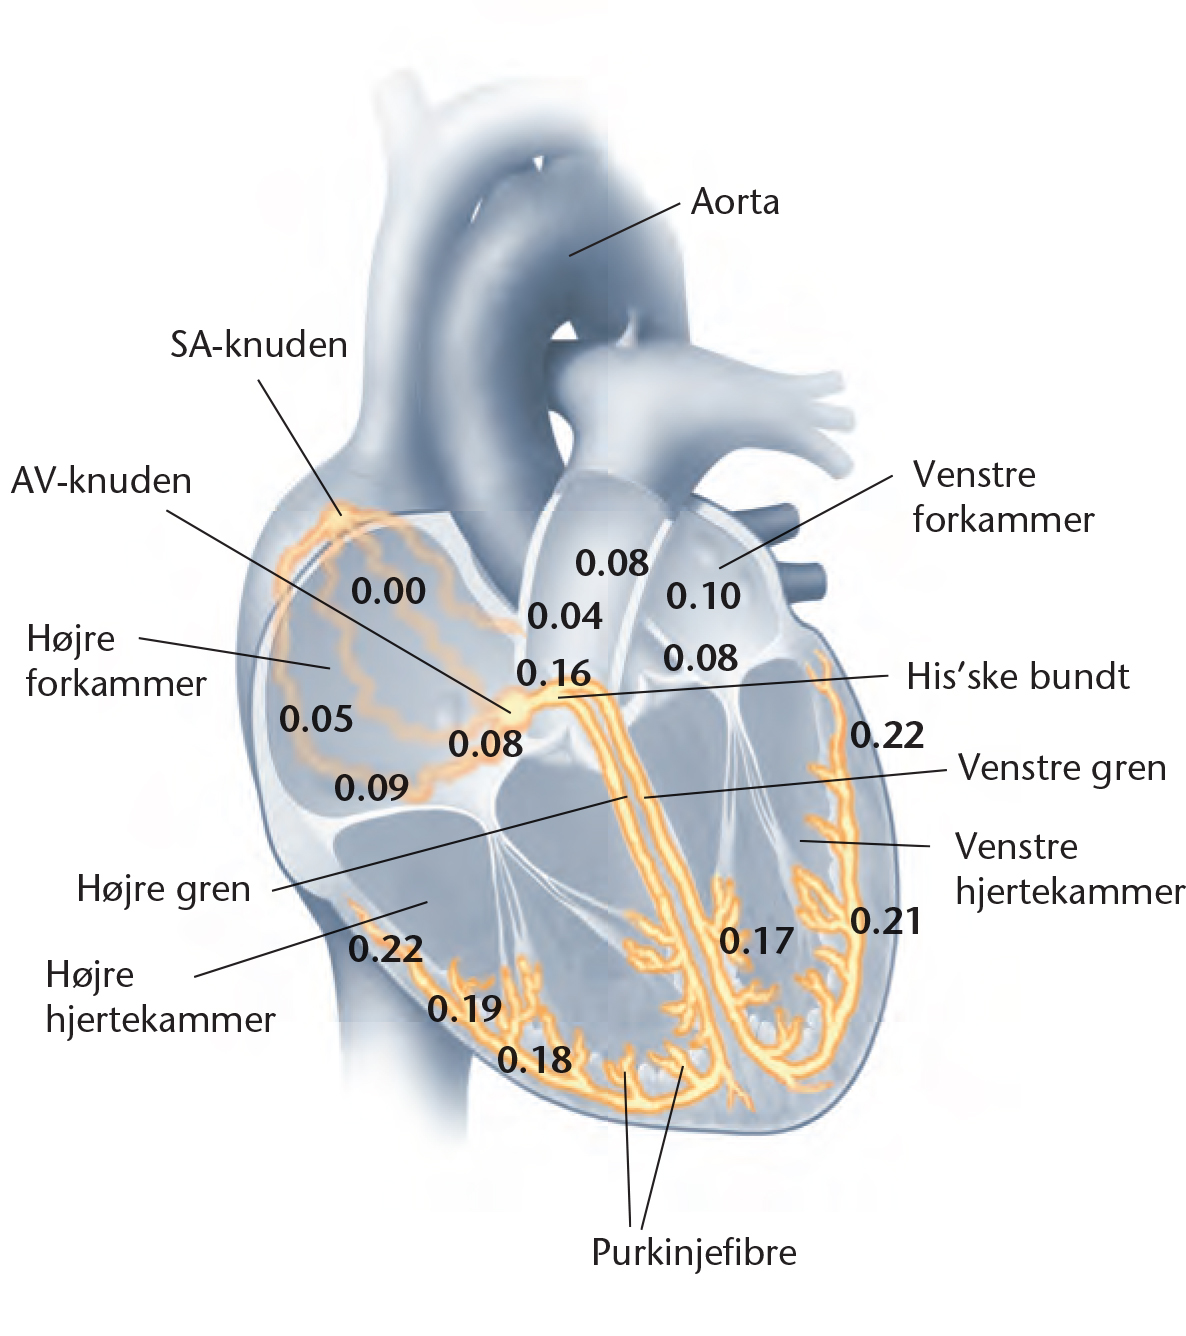 Aorta
SA-knuden
AV-knuden
Venstre
forkammer
0.08
0.00
0.10
0.04
Højre
forkammer
0.16
0.08
His’ske bundt
0.05
0.08
0.22
0.09
Venstre gren
Højre gren
Venstre
hjertekammer
0.22
0.17
0.21
Højre
hjertekammer
0.19
0.18
Purkinjefibre